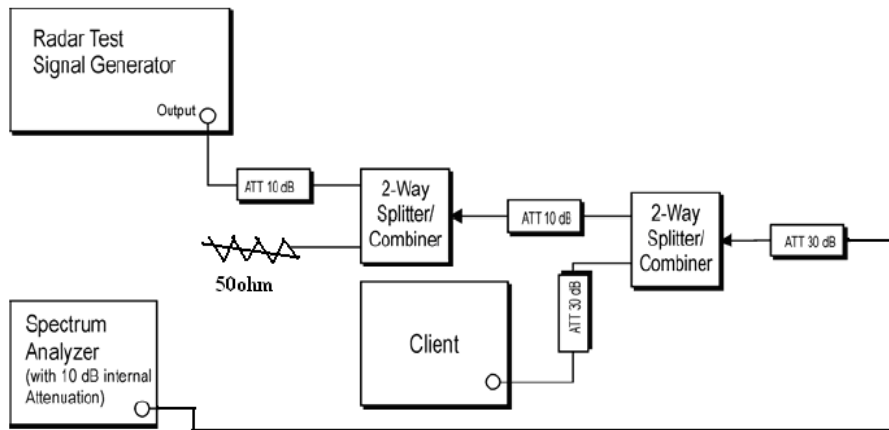 Radar Test
Signal Generator
Output
ATT 10 dB
2-Way
Splitter/
Combiner
ATT 10 dB
2-Way
Splitter/
Combiner
ATT 30 dB
50ohm
ATT 30 dB
Client
Spectrum
Analyzer
(with 10 dB internal
Attenuation)